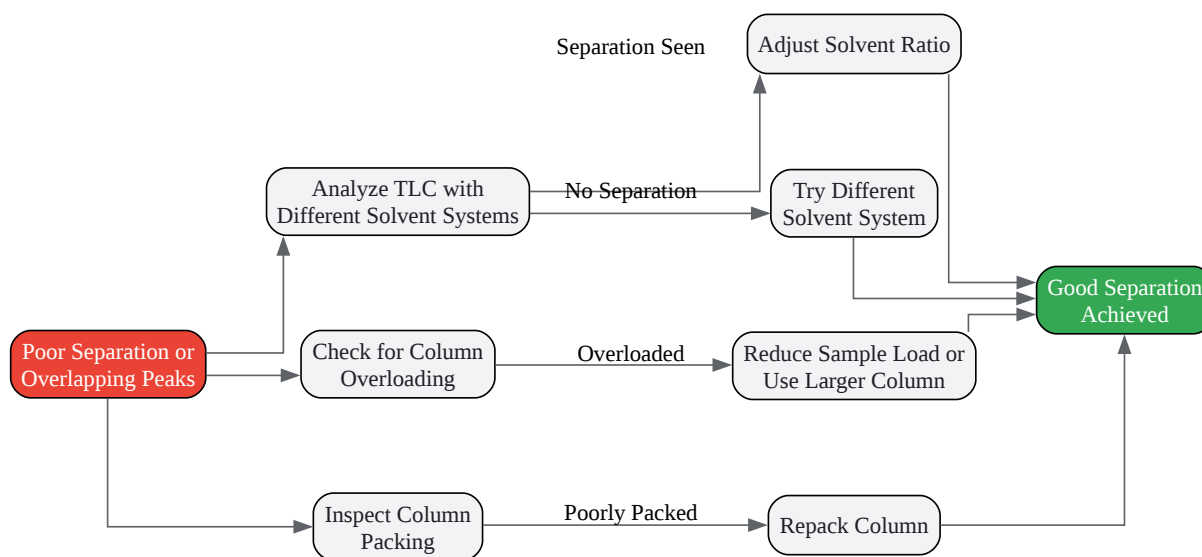 Separation Seen
Adjust Solvent Ratio
Analyze TLC with
Different Solvent Systems
No Separation
Try Different
Solvent System
Good Separation
Achieved
Poor Separation or
Overlapping Peaks
Check for Column
Overloading
Overloaded
Reduce Sample Load or
Use Larger Column
Inspect Column
Packing
Poorly Packed
Repack Column